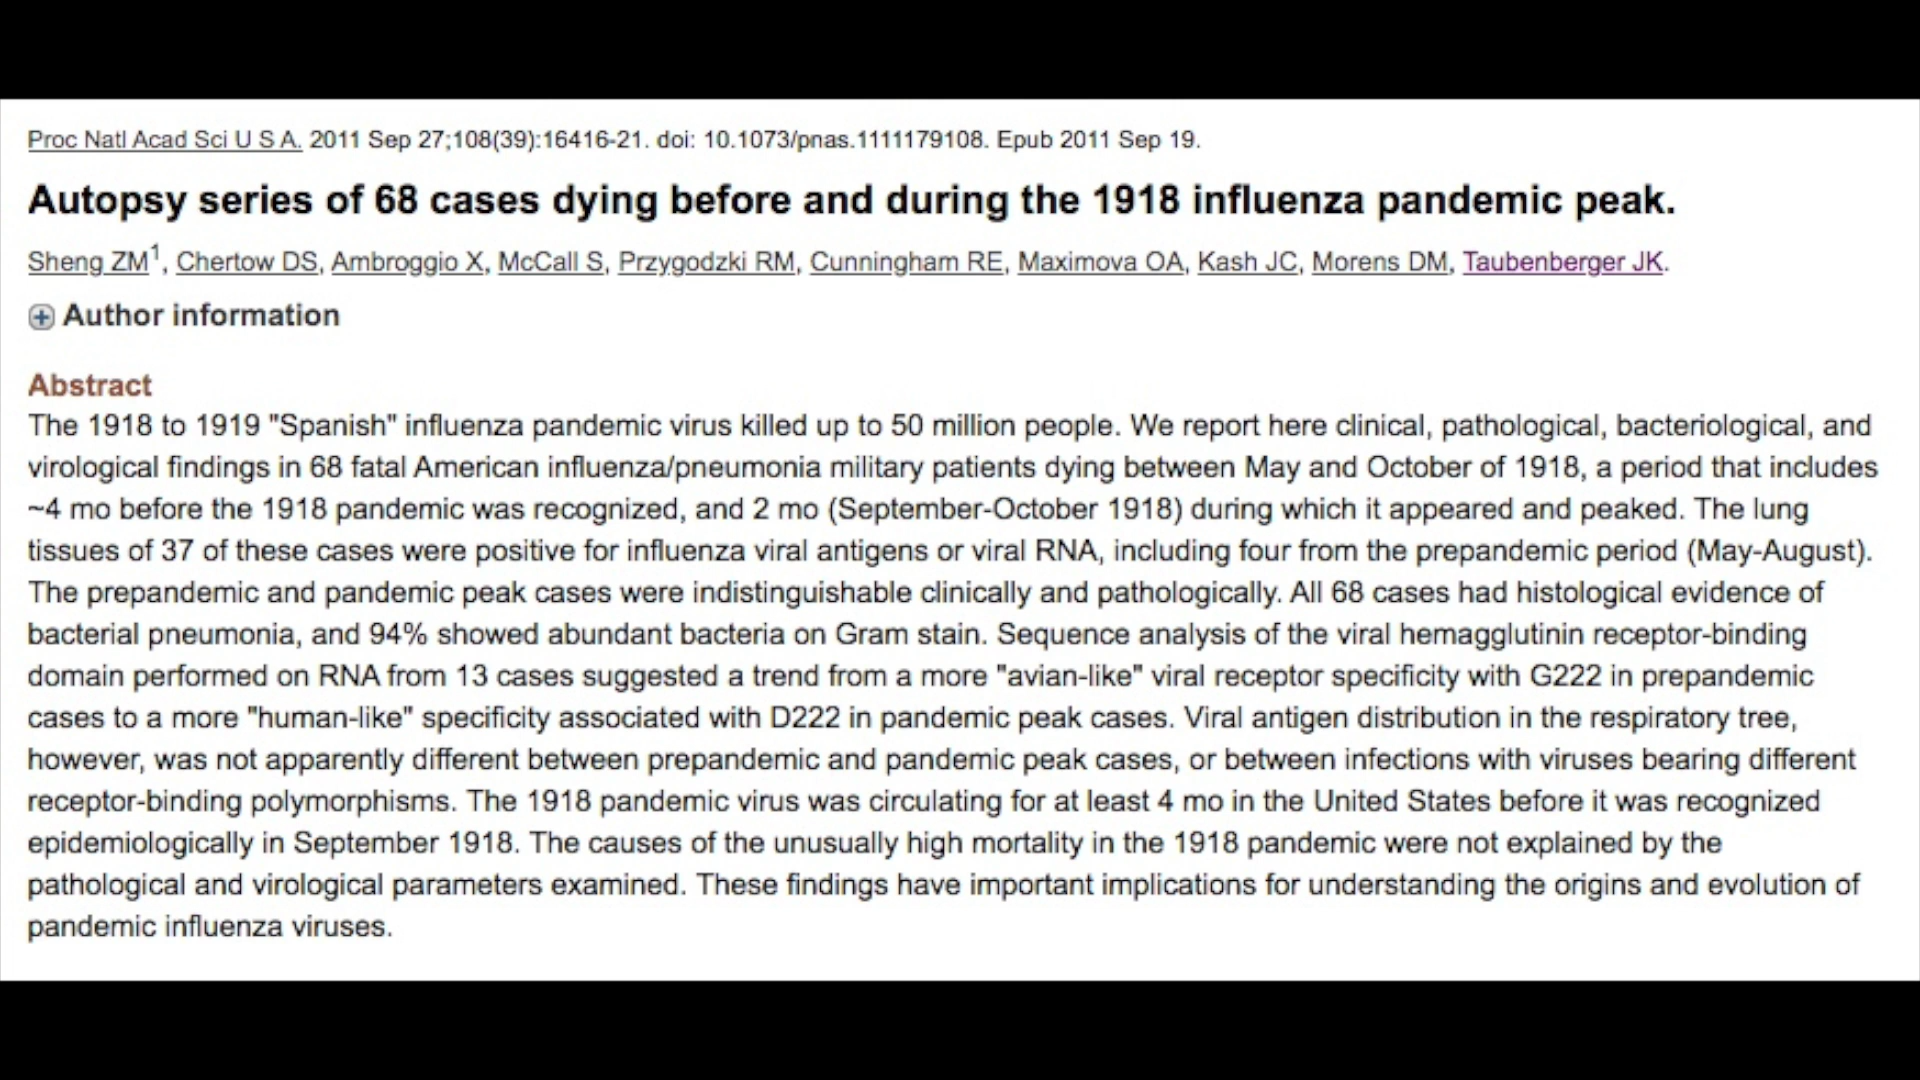 Proc Natl Acad Sci U S A. 2011 Sep 27;108(39):16416-21. doi: 10.1073/pnas.1111179108. Epub 2011 Sep 19.
Autopsy series of 68 cases dying before and during the 1918 influenza pandemic peak.
Sheng ZM1, Chertow DS, Ambroggio X, McCall S, Przygodzki RM, Cunningham RE, Maximova OA, Kash JC, Morens DM, Taubenberger JK.
Author information
Abstract
The 1918 to 1919 "Spanish" influenza pandemic virus killed up to 50 million people. We report here clinical, pathological, bacteriological, and
virological findings in 68 fatal American influenza/pneumonia military patients dying between May and October of 1918, a period that includes
~4 mo before the 1918 pandemic was recognized, and 2 mo (September-October 1918) during which it appeared and peaked. The lung
tissues of 37 of these cases were positive for influenza viral antigens or viral RNA, including four from the prepandemic period (May-August).
The prepandemic and pandemic peak cases were indistinguishable clinically and pathologically. All 68 cases had histological evidence of
bacterial pneumonia, and 94% showed abundant bacteria on Gram stain. Sequence analysis of the viral hemagglutinin receptor-binding
domain performed on RNA from 13 cases suggested a trend from a more "avian-like" viral receptor specificity with G222 in prepandemic
cases to a more "human-like" specificity associated with D222 in pandemic peak cases. Viral antigen distribution in the respiratory tree,
however, was not apparently different between prepandemic and pandemic peak cases, or between infections with viruses bearing different
receptor-binding polymorphisms. The 1918 pandemic virus was circulating for at least 4 mo in the United States before it was recognized
epidemiologically in September 1918. The causes of the unusually high mortality in the 1918 pandemic were not explained by the
pathological and virological parameters examined. These findings have important implications for understanding the origins and evolution of
pandemic influenza viruses.